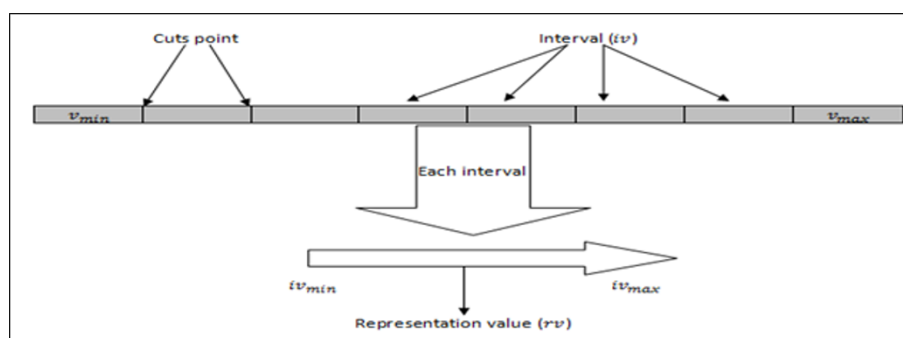 Cuts point
Interval (iv)
v_min
v_max
Each interval
iv_min
iv_max
Representation value (rv)